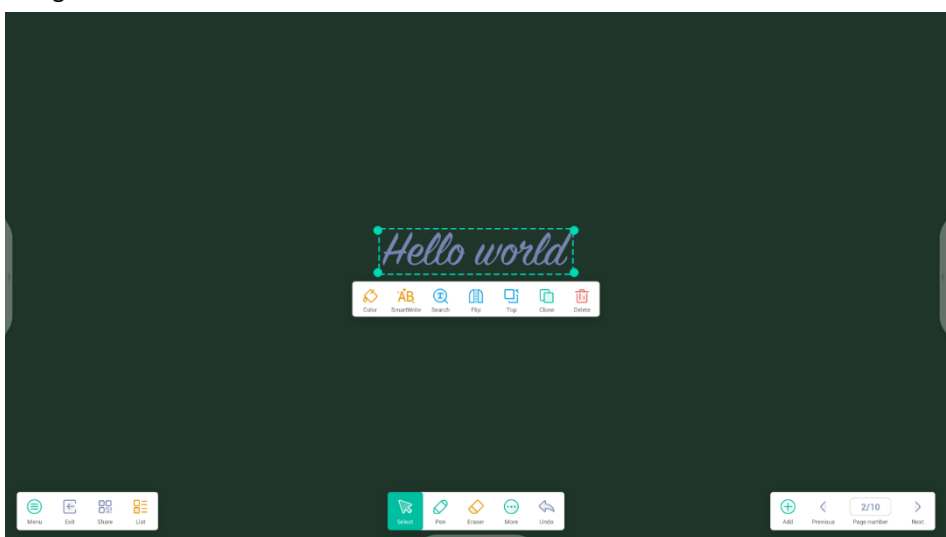 Hello world
Color SmartWrite Search Flip Top Clone Delete
Menu Exit Share List
Select Pen Eraser More Undo
Add Previous 2/10 Page number Next